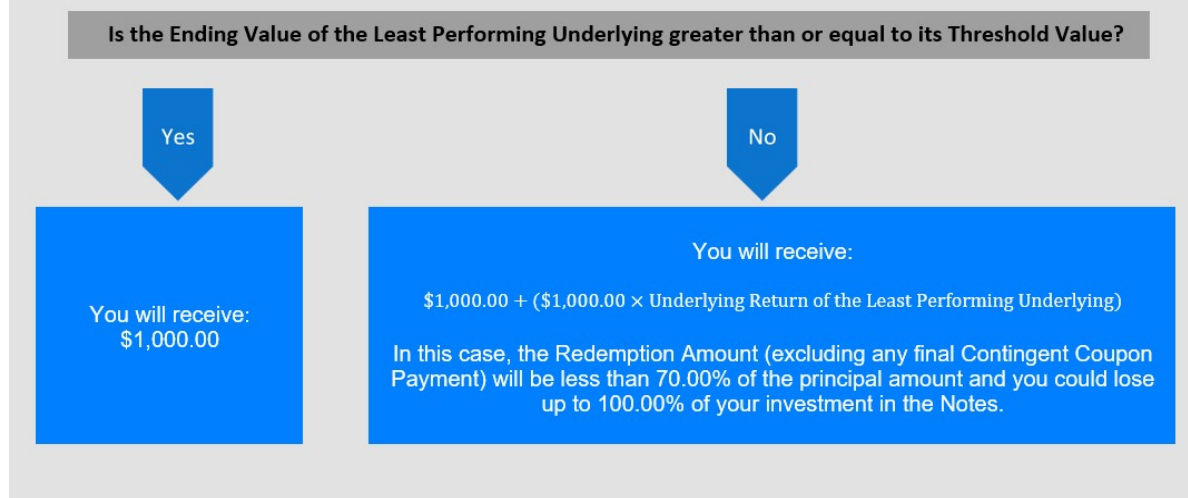 Is the Ending Value of the Least Performing Underlying greater than or equal to its Threshold Value?
Yes
No
You will receive:
$1,000.00
You will receive:
$1,000.00 + ($1,000.00 × Underlying Return of the Least Performing Underlying)
In this case, the Redemption Amount (excluding any final Contingent Coupon
Payment) will be less than 70.00% of the principal amount and you could lose
up to 100.00% of your investment in the Notes.